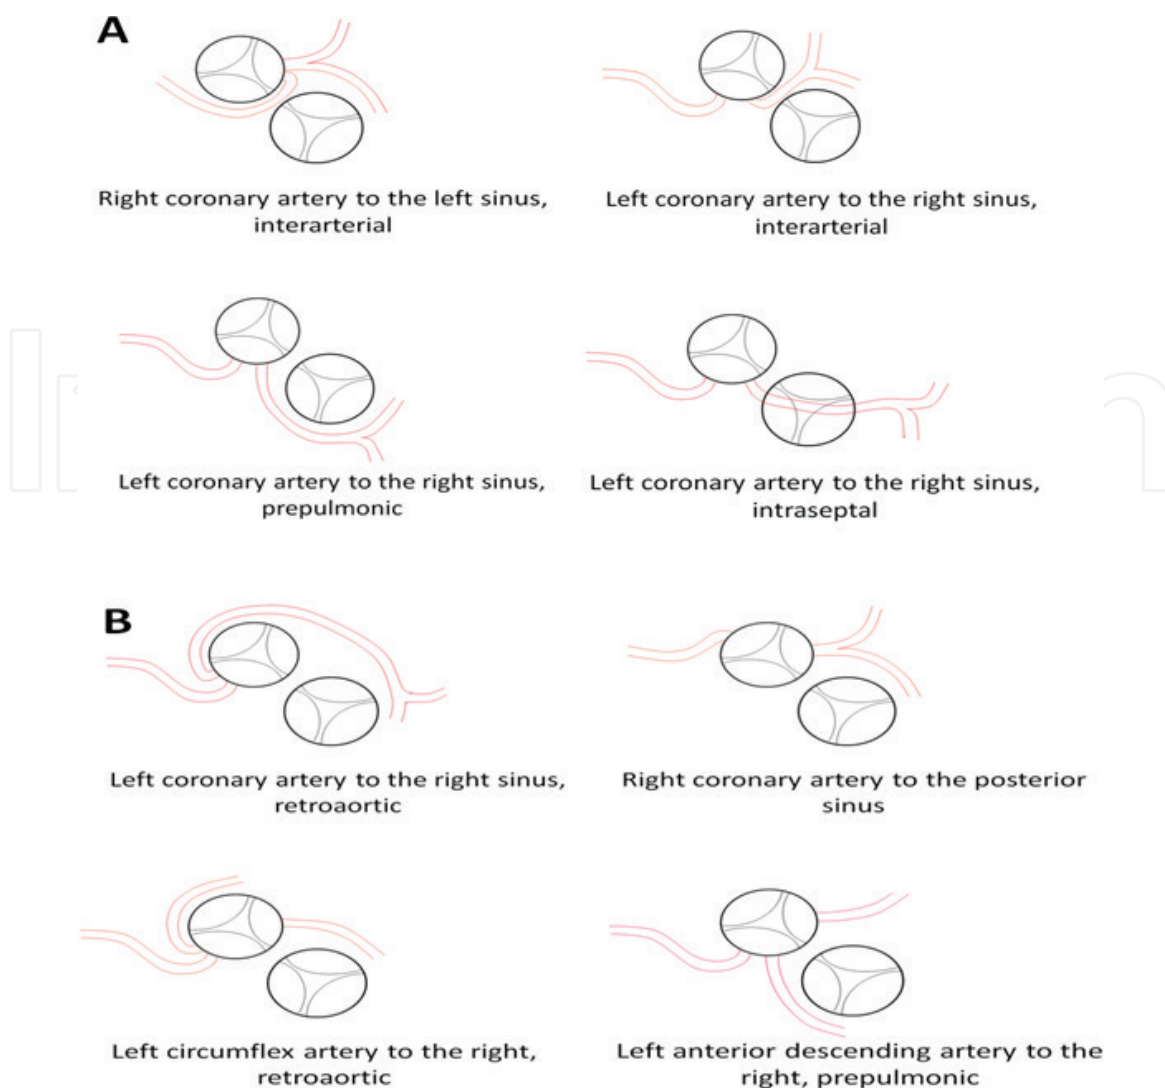 A
Right coronary artery to the left sinus,
interarterial
Left coronary artery to the right sinus,
interarterial
Left coronary artery to the right sinus,
prepulmonic
Left coronary artery to the right sinus,
intraseptal
B
Left coronary artery to the right sinus,
retroaortic
Right coronary artery to the posterior
sinus
Left circumflex artery to the right,
retroaortic
Left anterior descending artery to the
right, prepulmonic